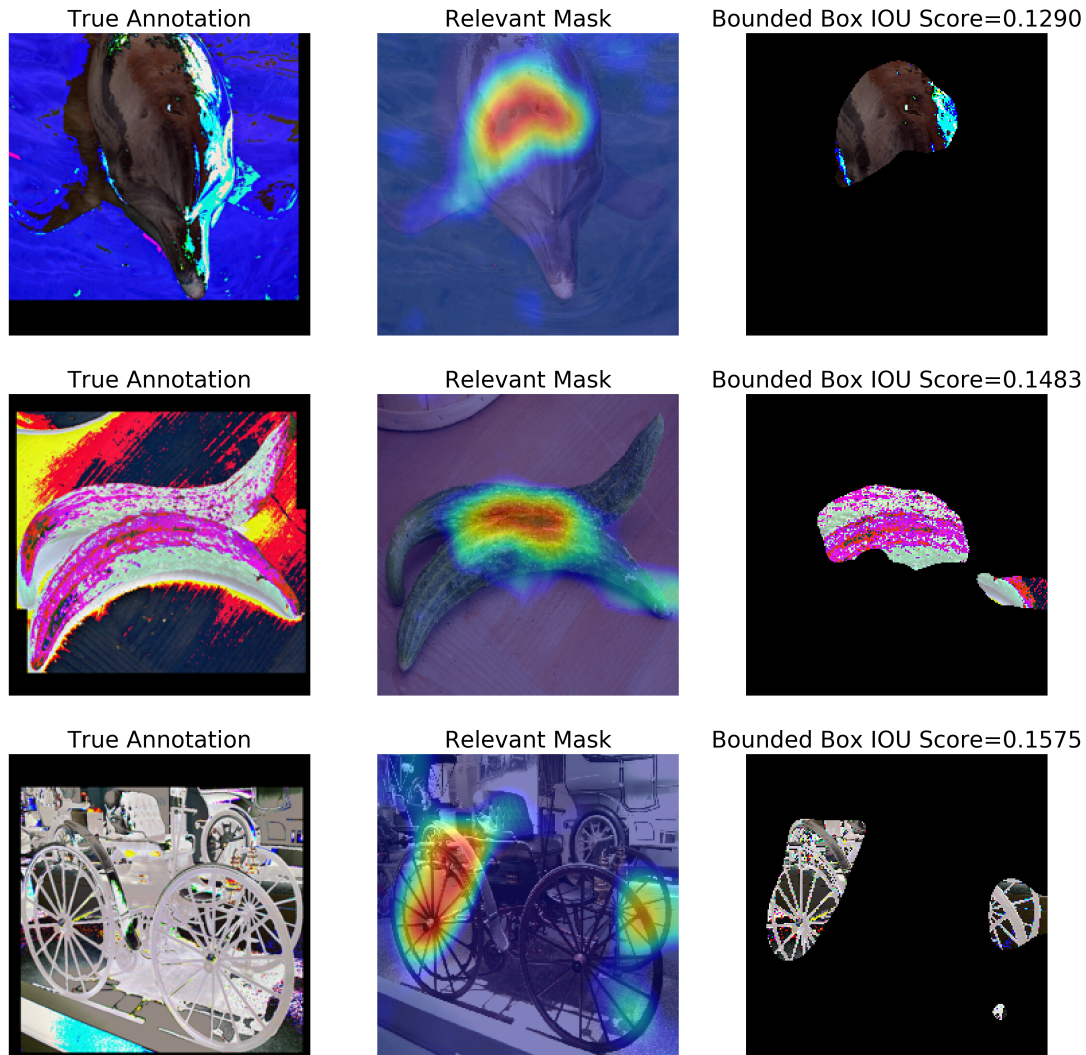 True Annotation
Relevant Mask
Bounded Box IOU Score=0.1290
True Annotation
Relevant Mask
Bounded Box IOU Score=0.1483
True Annotation
Relevant Mask
Bounded Box IOU Score=0.1575